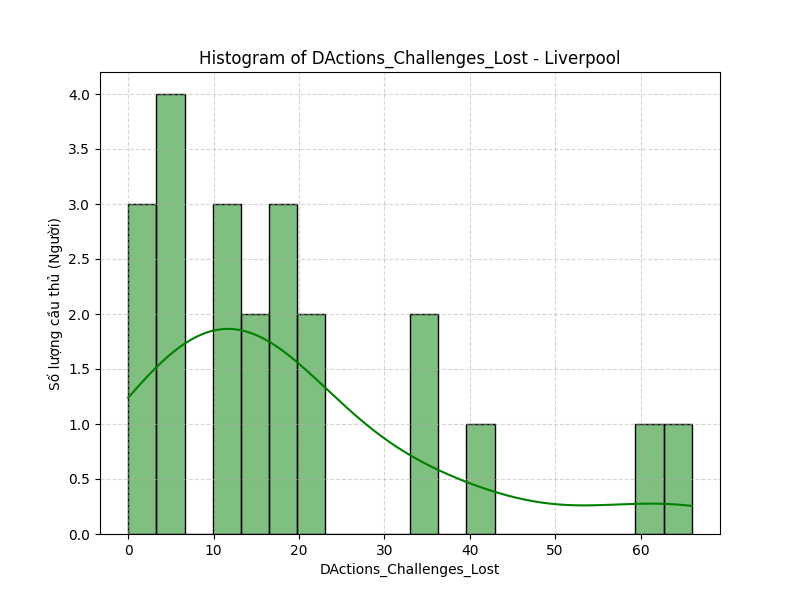 Histogram of DActions_Challenges_Lost - Liverpool
Số lượng cầu thủ (Người)
4.0
3.5
3.0
2.5
2.0
1.5
1.0
0.5
0.0
0 10 20 30 40 50 60
DActions_Challenges_Lost